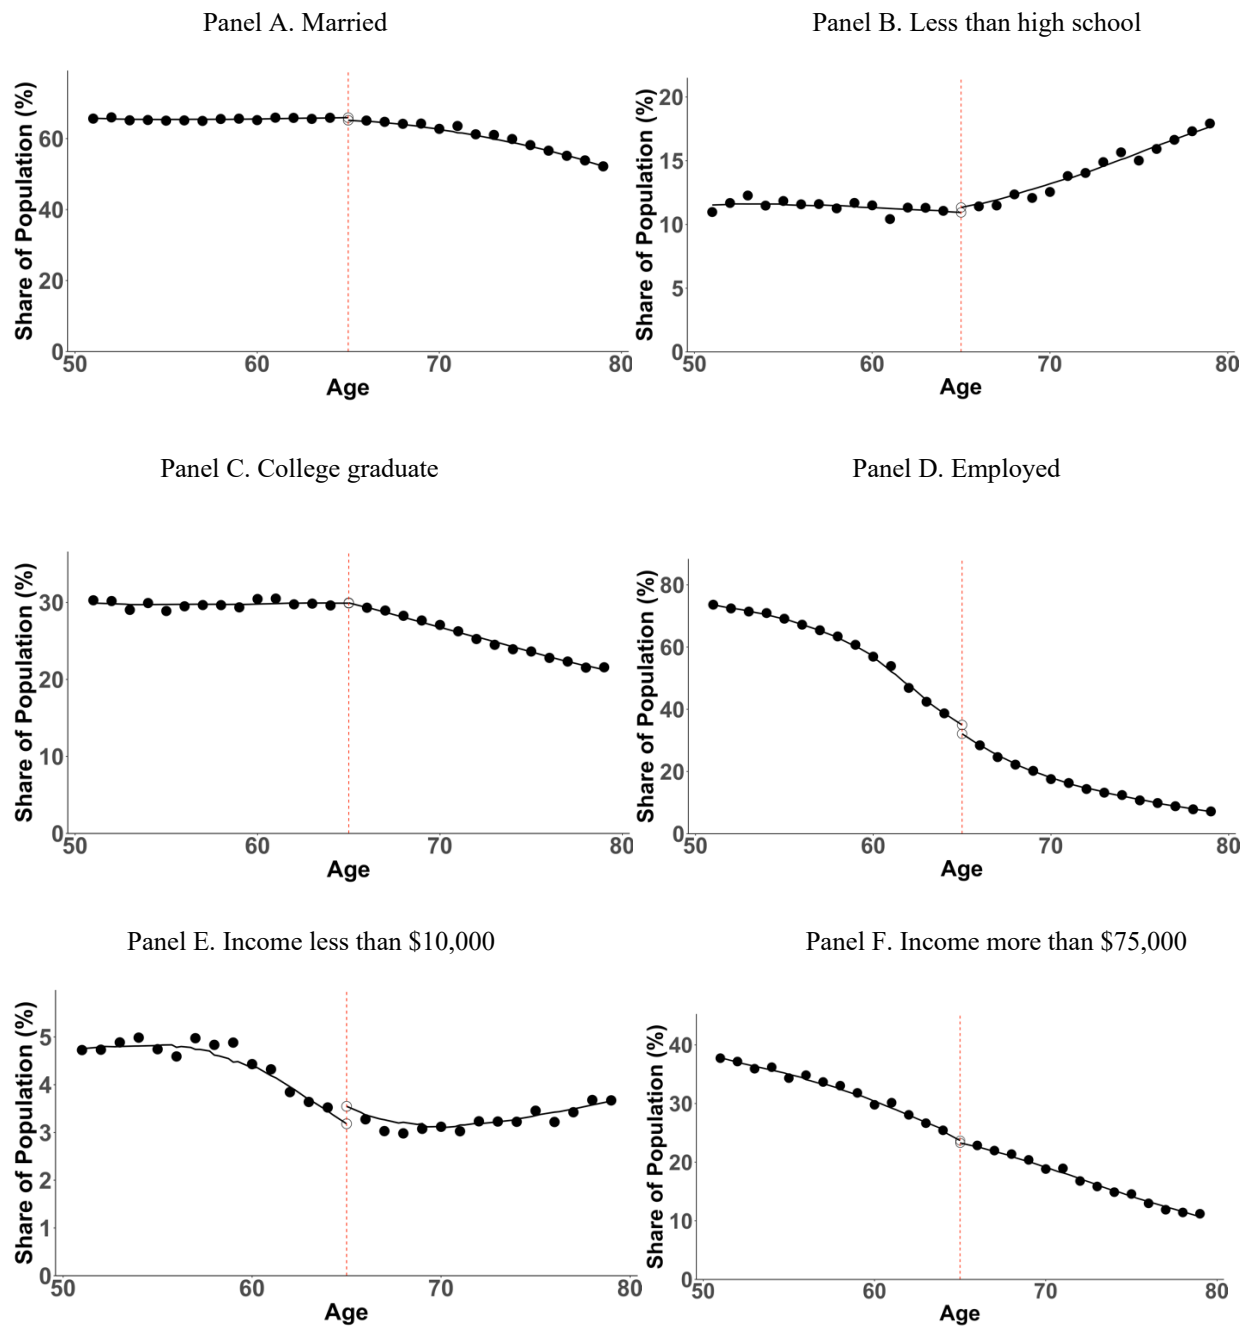 Panel A. Married
Share of Population (%)
60
40
20
0
50 60 70 80
Age
Panel B. Less than high school
Share of Population (%)
20
15
10
5
0
50 60 70 80
Age
Panel C. College graduate
Share of Population (%)
30
20
10
0
50 60 70 80
Age
Panel D. Employed
Share of Population (%)
80
60
40
20
0
50 60 70 80
Age
Panel E. Income less than $10,000
Share of Population (%)
5
4
3
2
1
0
50 60 70 80
Age
Panel F. Income more than $75,000
Share of Population (%)
40
30
20
10
0
50 60 70 80
Age